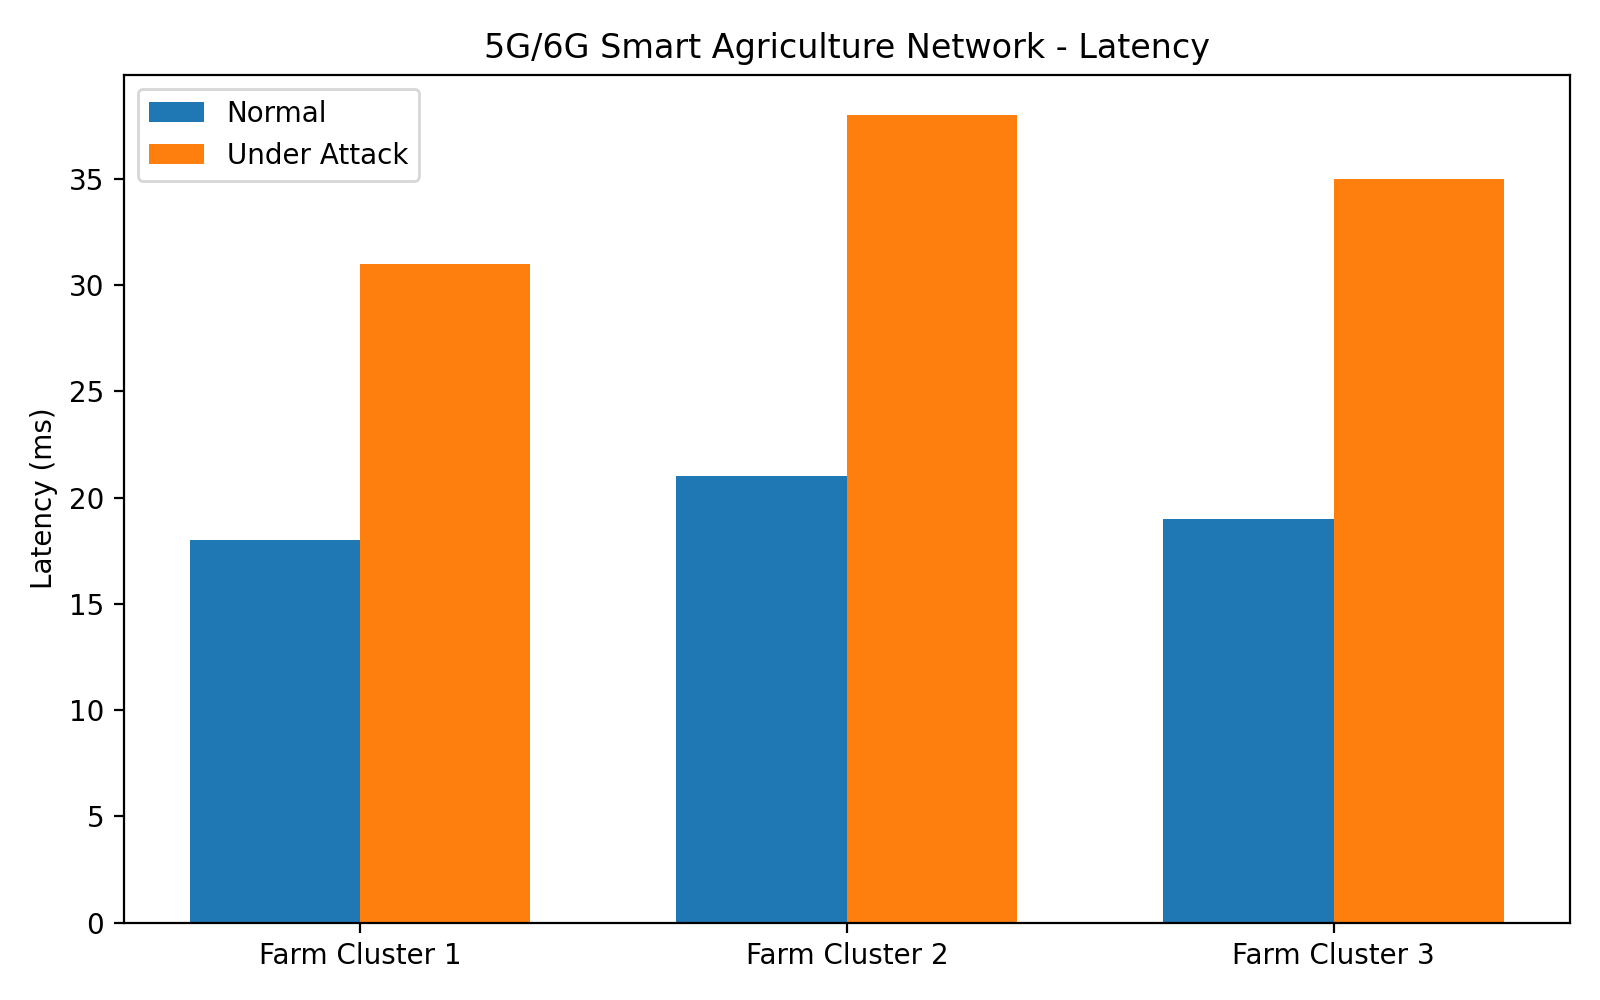 5G/6G Smart Agriculture Network - Latency
Normal
Under Attack
Latency (ms)
35
30
25
20
15
10
5
0
Farm Cluster 1
Farm Cluster 2
Farm Cluster 3